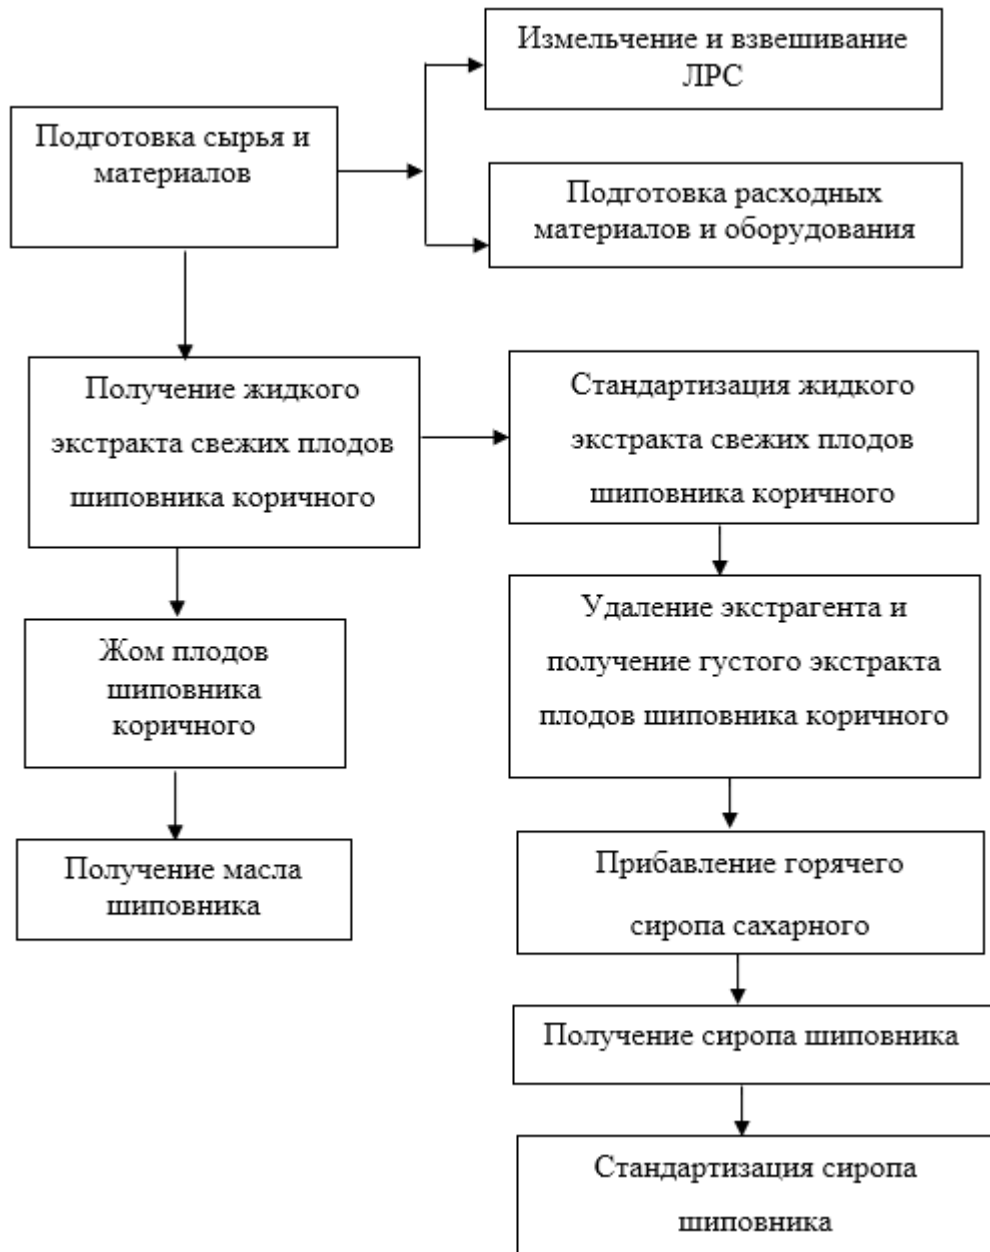 Измельчение и взвешивание
ЛРС
Подготовка сырья и
материалов
Подготовка расходных
материалов и оборудования
Получение жидкого
экстракта свежих плодов
шиповника коричного
Стандартизация жидкого
экстракта свежих плодов
шиповника коричного
Жом плодов
шиповника
коричного
Удаление экстрагента и
получение густого экстракта
плодов шиповника коричного
Получение масла
шиповника
Прибавление горячего
сиропа сахарного
Получение сиропа шиповника
Стандартизация сиропа
шиповника